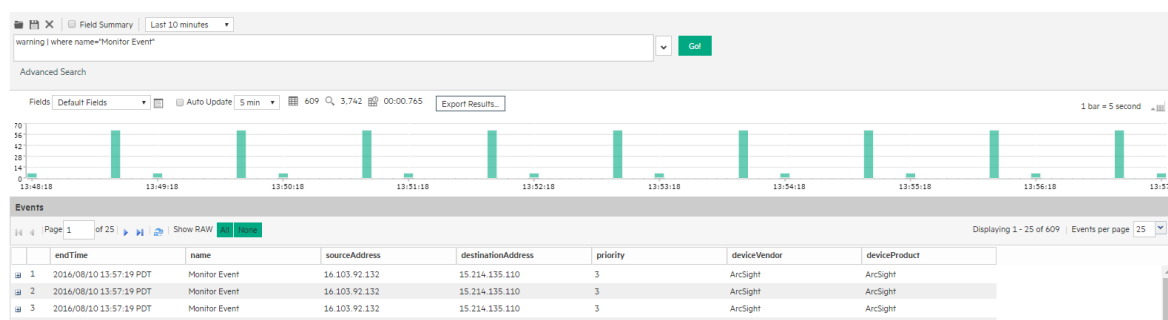 Field Summary Last 10 minutes
warning | where name="Monitor Event"
Go!
Advanced Search
Fields Default Fields Auto Update 5 min 609 3,742 00:00.765 Export Results... 1 bar = 5 second
70
56
42
28
14
0
13:48:18 13:49:18 13:50:18 13:51:18 13:52:18 13:53:18 13:54:18 13:55:18 13:56:18 13:57
Events
Page 1 of 25 Show RAW All None Displaying 1 - 25 of 609 Events per page 25
endTime name sourceAddress destinationAddress priority deviceVendor deviceProduct
1 2016/08/10 13:57:19 PDT Monitor Event 16.103.92.132 15.214.135.110 3 ArcSight ArcSight
2 2016/08/10 13:57:19 PDT Monitor Event 16.103.92.132 15.214.135.110 3 ArcSight ArcSight
3 2016/08/10 13:57:19 PDT Monitor Event 16.103.92.132 15.214.135.110 3 ArcSight ArcSight